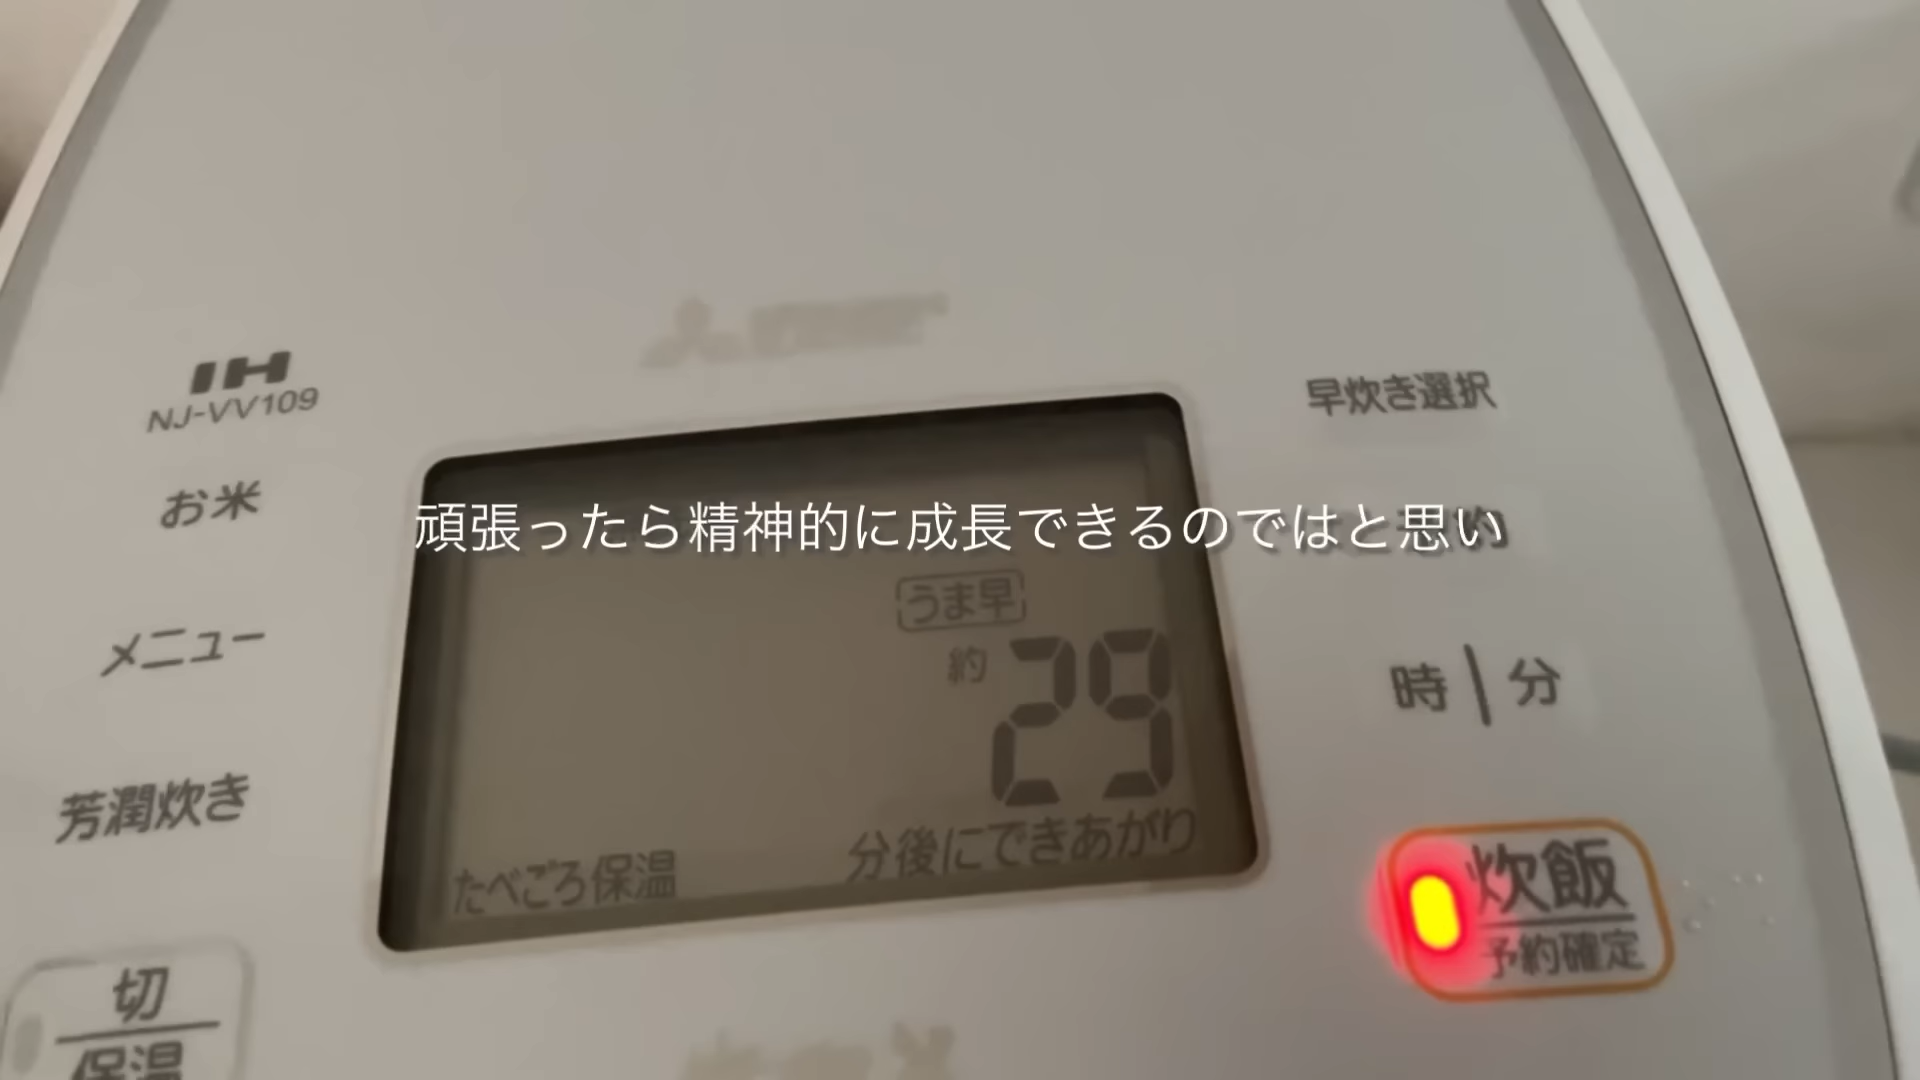 IH
NJ-VV109
早炊き選択
お米
頑張ったら精神的に成長できるのではと思い
うま早
メニュー
約 29
時|分
芳潤炊き
分後にできあがり
たべごろ保温
炊飯
予約確定
切
保温